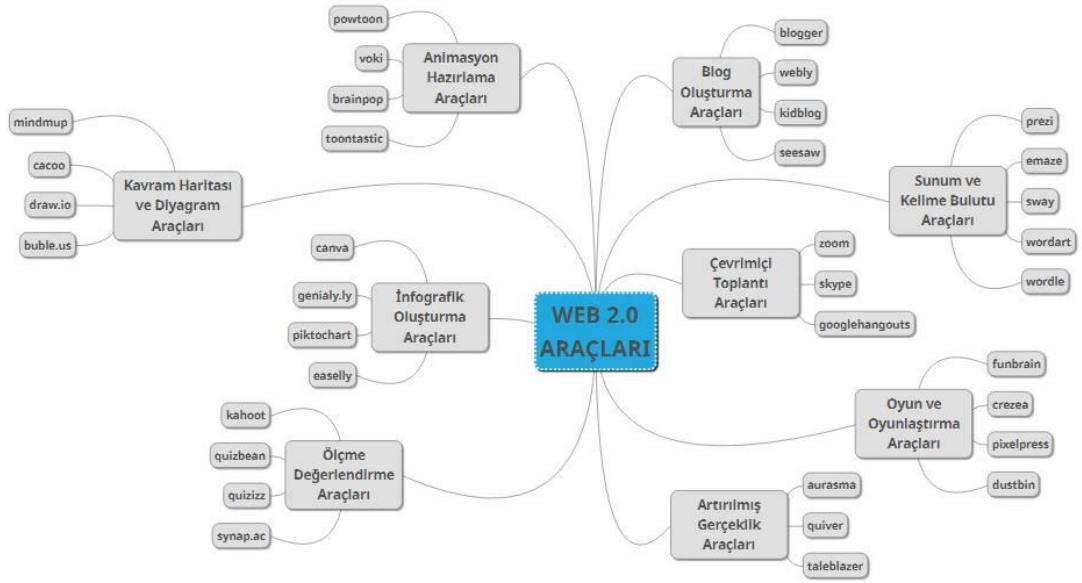 WEB 2.0
ARAÇLARI
Animasyon
Hazırlama
Araçları
powtoon
voki
brainpop
toontastic
Kavram Haritası
ve Diyagram
Araçları
mindmup
cacoo
draw.io
buble.us
İnfografik
Oluşturma
Araçları
canva
genialy.ly
piktochart
easelly
Ölçme
Değerlendirme
Araçları
kahoot
quizbean
quizizz
synap.ac
Blog
Oluşturma
Araçları
blogger
webly
kidblog
seesaw
Sunum ve
Kelime Bulutu
Araçları
prezi
emaze
sway
wordart
wordle
Çevrimiçi
Toplantı
Araçları
zoom
skype
googlehangouts
Oyun ve
Oyunlaştırma
Araçları
funbrain
crezea
pixelpress
dustbin
Artırılmış
Gerçeklik
Araçları
aurasma
quiver
taleblazer